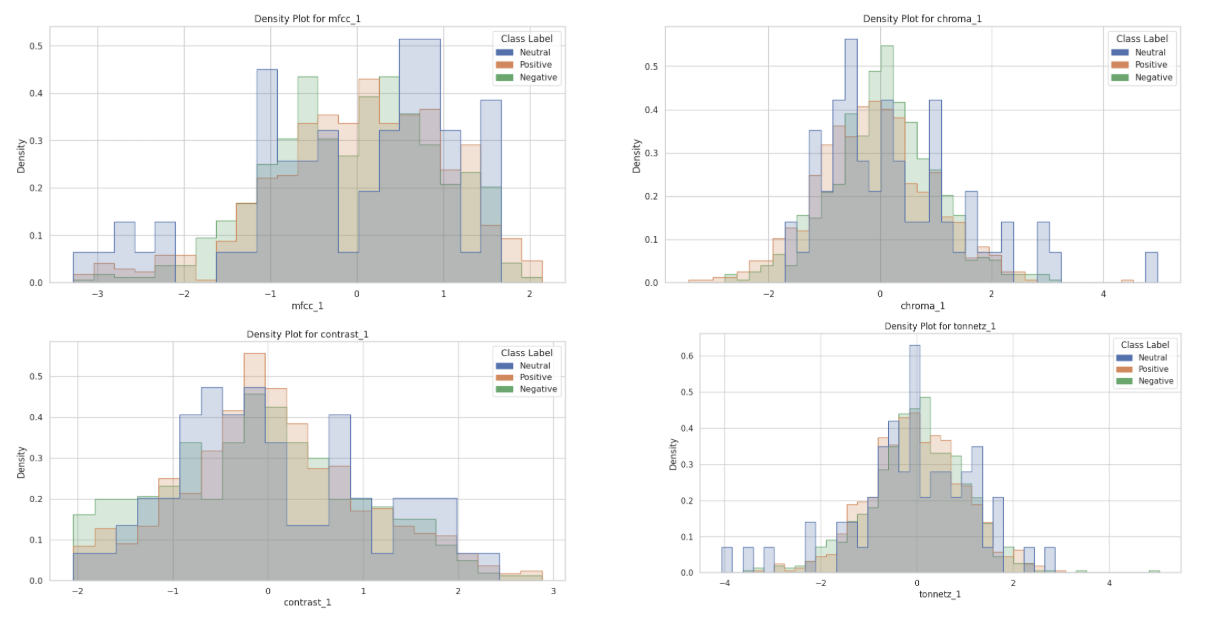 Density Plot for mfcc_1
Class Label
Neutral
Positive
Negative
Density
0.5
0.4
0.3
0.2
0.1
0.0
−3 −2 −1 0 1 2
mfcc_1
Density Plot for chroma_1
Class Label
Neutral
Positive
Negative
Density
0.5
0.4
0.3
0.2
0.1
0.0
−2 0 2 4
chroma_1
Density Plot for contrast_1
Class Label
Neutral
Positive
Negative
Density
0.5
0.4
0.3
0.2
0.1
0.0
−2 −1 0 1 2 3
contrast_1
Density Plot for tonnetz_1
Class Label
Neutral
Positive
Negative
Density
0.6
0.5
0.4
0.3
0.2
0.1
0.0
−4 −2 0 2 4
tonnetz_1